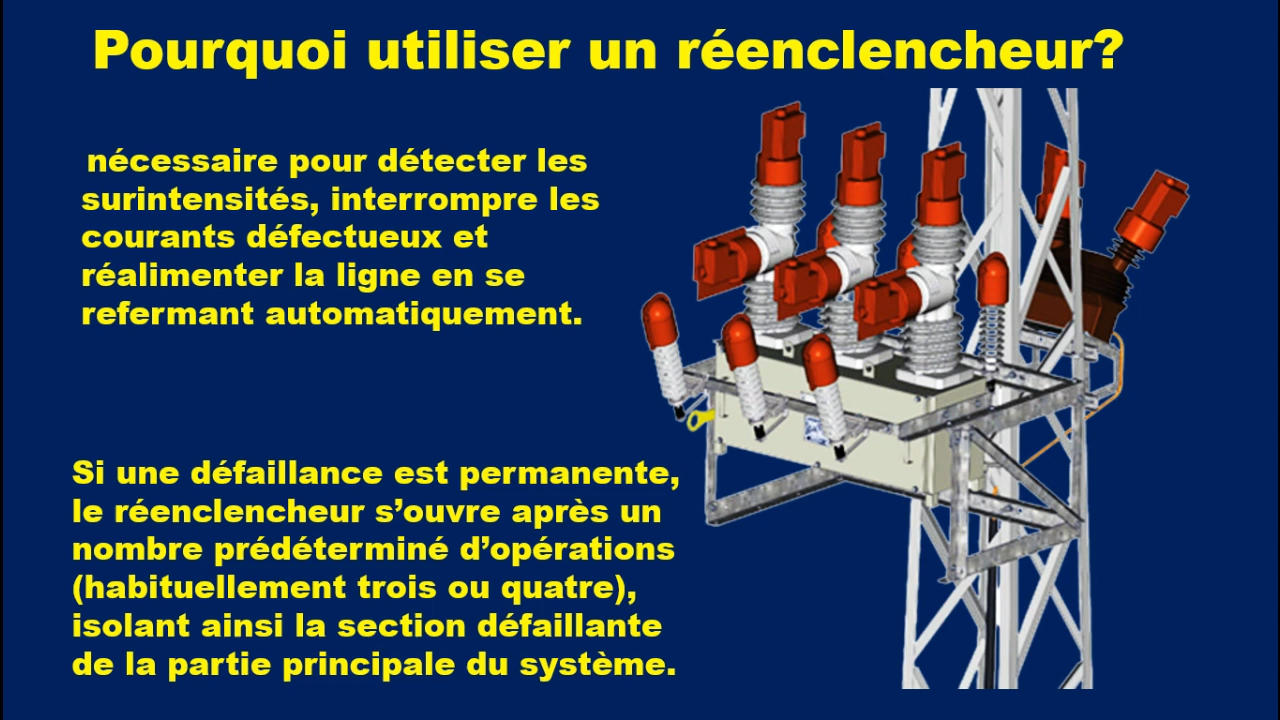 Pourquoi utiliser un réenclencheur?
nécessaire pour détecter les
surintensités, interrompre les
courants défectueux et
réalimenter la ligne en se
refermant automatiquement.
Si une défaillance est permanente,
le réenclencheur s’ouvre après un
nombre prédéterminé d’opérations
(habituellement trois ou quatre),
isolant ainsi la section défaillante
de la partie principale du système.